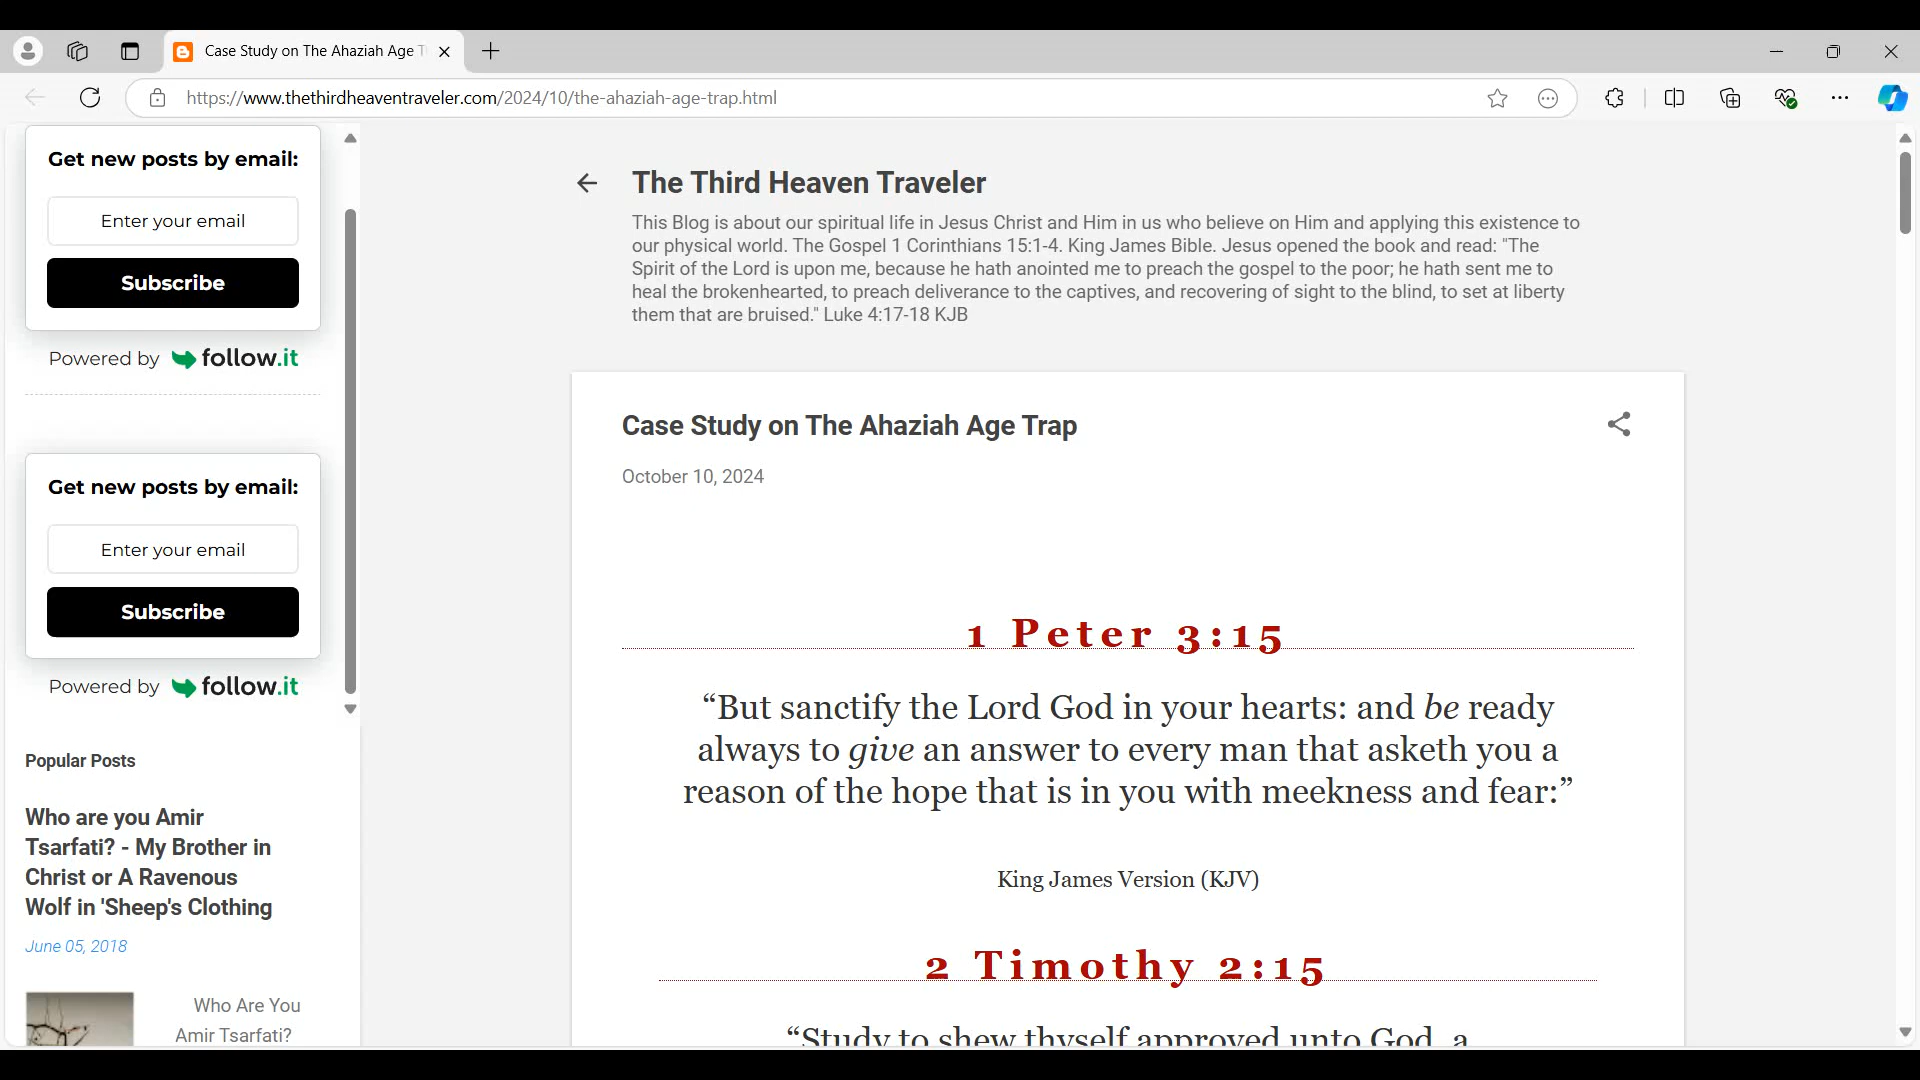 Case Study on The Ahaziah Age T
https://www.thethirdheaventraveler.com/2024/10/the-ahaziah-age-trap.html
Get new posts by email:
Enter your email
Subscribe
Powered by follow.it
Get new posts by email:
Enter your email
Subscribe
Powered by follow.it
Popular Posts
Who are you Amir
Tsarfati? - My Brother in
Christ or A Ravenous
Wolf in 'Sheep's Clothing
June 05, 2018
Who Are You
Amir Tsarfati?
The Third Heaven Traveler
This Blog is about our spiritual life in Jesus Christ and Him in us who believe on Him and applying this existence to
our physical world. The Gospel 1 Corinthians 15:1-4. King James Bible. Jesus opened the book and read: "The
Spirit of the Lord is upon me, because he hath anointed me to preach the gospel to the poor; he hath sent me to
heal the brokenhearted, to preach deliverance to the captives, and recovering of sight to the blind, to set at liberty
them that are bruised." Luke 4:17-18 KJB
Case Study on The Ahaziah Age Trap
October 10, 2024
1 Peter 3:15
“But sanctify the Lord God in your hearts: and be ready
always to give an answer to every man that asketh you a
reason of the hope that is in you with meekness and fear:”
King James Version (KJV)
2 Timothy 2:15
“Study to shew thyself approved unto God, a